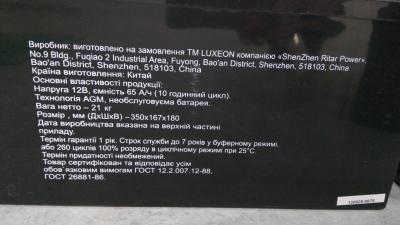 Виробник: виготовлено на замовлення ТМ LUXEON компанією «ShenZhen Ritar Power»,
No.9 Bldg., Fuqiao 2 Industrial Area, Fuyong, Bao'an District, Shenzhen, 518103, China
Bao'an District, Shenzhen, 518103, China
Країна виготовлення: Китай
Основні властивості продукції:
Напруга 12В, ємність 65 А/ч (10 годинний цикл).
Технологія AGM, необслуговуєма батарея.
Вага нетто – 21 кг
Розмір , мм (ДхШхВ) –350х167х180
Дата виробництва вказана на верхній частині
приладу.
Термін гарантії 1 рік. Строк служби до 7 років у буферному режимі,
або 260 циклів 100% розряду в циклічному режимі при 25°С.
Термін придатності необмежений.
Товар сертифікован та відповідає усім
обов`язковим вимогам ГОСТ 12.2.007.12-88.
ГОСТ 26881-86.